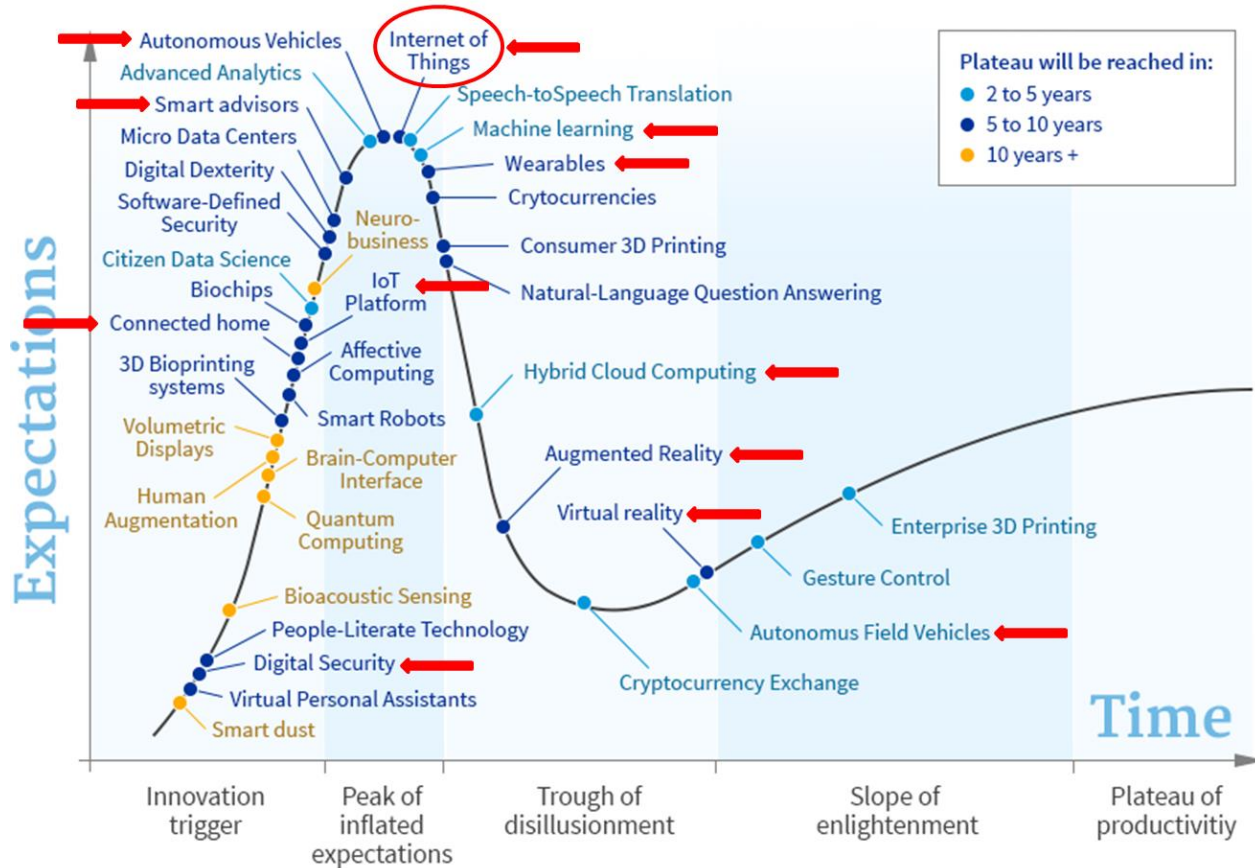 Expectations
Autonomous Vehicles
Advanced Analytics
Smart advisors
Micro Data Centers
Digital Dexterity
Software-Defined
Security
Citizen Data Science
Biochips
Connected home
3D Bioprinting
systems
Volumetric
Displays
Human
Augmentation
Internet of
Things
Speech-toSpeech Translation
Machine learning
Wearables
Crytocurrencies
Consumer 3D Printing
Natural-Language Question Answering
Neuro-
business
IoT
Platform
Affective
Computing
Smart Robots
Brain-Computer
Interface
Quantum
Computing
Bioacoustic Sensing
People-Literate Technology
Digital Security
Virtual Personal Assistants
Smart dust
Hybrid Cloud Computing
Augmented Reality
Virtual reality
Enterprise 3D Printing
Gesture Control
Autonomus Field Vehicles
Cryptocurrency Exchange
Plateau will be reached in:
2 to 5 years
5 to 10 years
10 years +
Time
Innovation
trigger
Peak of
inflated
expectations
Trough of
disillusionment
Slope of
enlightenment
Plateau of
productivitiy